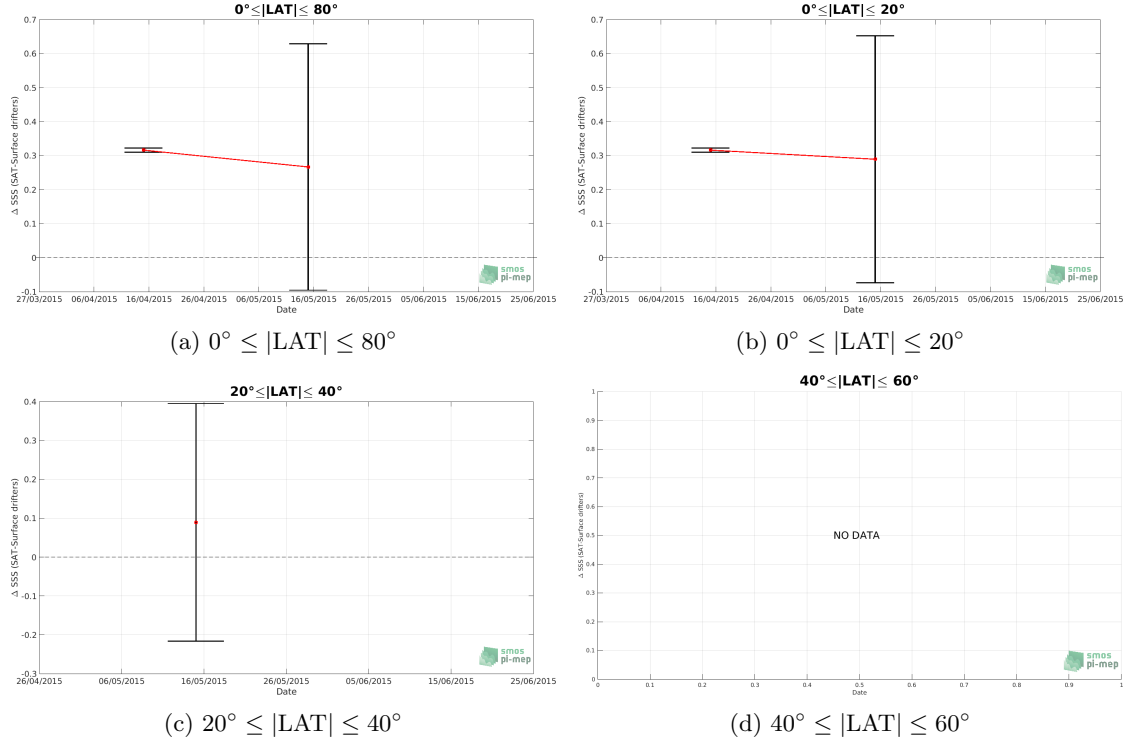 0°≤|LAT|≤ 80°
0.7
0.6
0.5
0.4
0.3
0.2
0.1
0
-0.1
Δ SSS (SAT-Surface drifters)
27/03/2015 06/04/2015 16/04/2015 26/04/2015 06/05/2015 16/05/2015 26/05/2015 05/06/2015 15/06/2015 25/06/2015
Date
smos
pi-mep
(a) 0° ≤ |LAT| ≤ 80°
0°≤|LAT|≤ 20°
0.7
0.6
0.5
0.4
0.3
0.2
0.1
0
-0.1
Δ SSS (SAT-Surface drifters)
27/03/2015 06/04/2015 16/04/2015 26/04/2015 06/05/2015 16/05/2015 26/05/2015 05/06/2015 15/06/2015 25/06/2015
Date
smos
pi-mep
(b) 0° ≤ |LAT| ≤ 20°
20°≤|LAT|≤ 40°
0.4
0.3
0.2
0.1
0
-0.1
-0.2
-0.3
Δ SSS (SAT-Surface drifters)
26/04/2015 06/05/2015 16/05/2015 26/05/2015 05/06/2015 15/06/2015 25/06/2015
Date
smos
pi-mep
(c) 20° ≤ |LAT| ≤ 40°
40°≤|LAT|≤ 60°
1
0.9
0.8
0.7
0.6
0.5
0.4
0.3
0.2
0.1
0
Δ SSS (SAT-Surface drifters)
NO DATA
0 0.1 0.2 0.3 0.4 0.5 0.6 0.7 0.8 0.9 1
Date
smos
pi-mep
(d) 40° ≤ |LAT| ≤ 60°